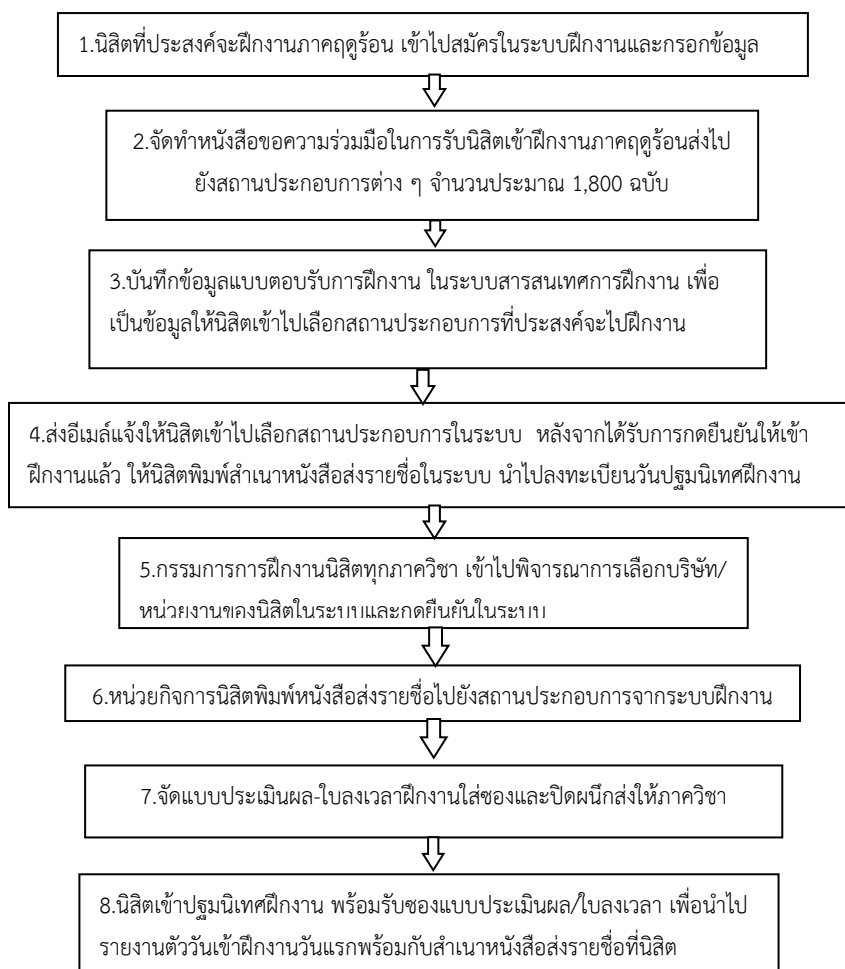 1.นิสิตที่ประสงค์จะฝึกงานภาคฤดูร้อน เข้าไปสมัครในระบบฝึกงานและกรอกข้อมูล
2.จัดทำหนังสือขอความร่วมมือในการรับนิสิตเข้าฝึกงานภาคฤดูร้อนส่งไป
ยังสถานประกอบการต่าง ๆ จำนวนประมาณ 1,800 ฉบับ
3.บันทึกข้อมูลแบบตอบรับการฝึกงาน ในระบบสารสนเทศการฝึกงาน เพื่อ
เป็นข้อมูลให้นิสิตเข้าไปเลือกสถานประกอบการที่ประสงค์จะไปฝึกงาน
4.ส่งอีเมล์แจ้งให้นิสิตเข้าไปเลือกสถานประกอบการในระบบ หลังจากได้รับการกดยืนยันให้เข้า
ฝึกงานแล้ว ให้นิสิตพิมพ์สำเนาหนังสือส่งรายชื่อในระบบ นำไปลงทะเบียนวันปฐมนิเทศฝึกงาน
5.กรรมการการฝึกงานนิสิตทุกภาควิชา เข้าไปพิจารณาการเลือกบริษัท/
หน่วยงานของนิสิตในระบบและกดยืนยันในระบบ
6.หน่วยกิจการนิสิตพิมพ์หนังสือส่งรายชื่อไปยังสถานประกอบการจากระบบฝึกงาน
7.จัดแบบประเมินผล-ใบลงเวลาฝึกงานใส่ซองและปิดผนึกส่งให้ภาควิชา
8.นิสิตเข้าปฐมนิเทศฝึกงาน พร้อมรับซองแบบประเมินผล/ใบลงเวลา เพื่อนำไป
รายงานตัววันเข้าฝึกงานวันแรกพร้อมกับสำเนาหนังสือส่งรายชื่อที่นิสิต